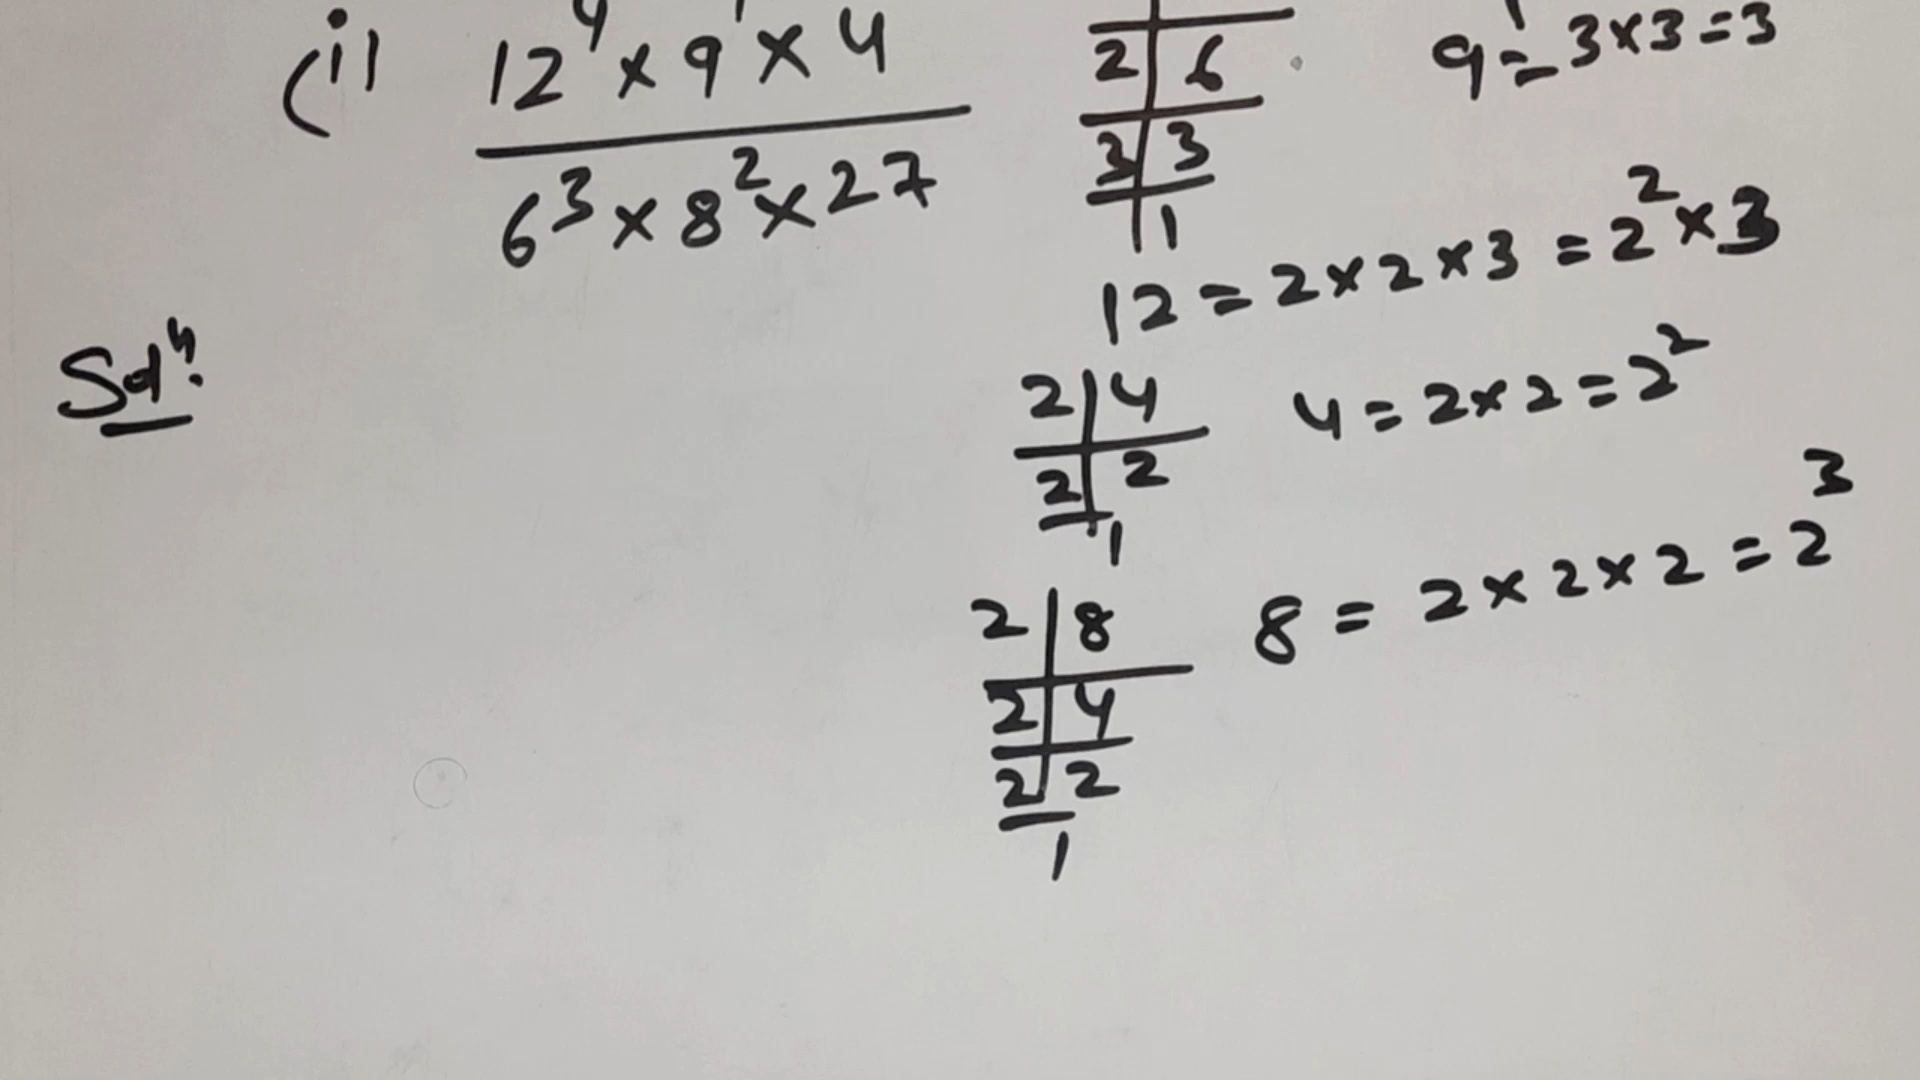 (i) 12⁴ × 9 × 4
6³ × 8² × 27
2 | 6
3 | 3
1
9 = 3×3 = 3
12 = 2×2×3 = 2²×3
Solⁿ.
2 | 4
2 | 2
1
4 = 2×2 = 2²
2 | 8
2 | 4
2 | 2
1
8 = 2×2×2 = 2³